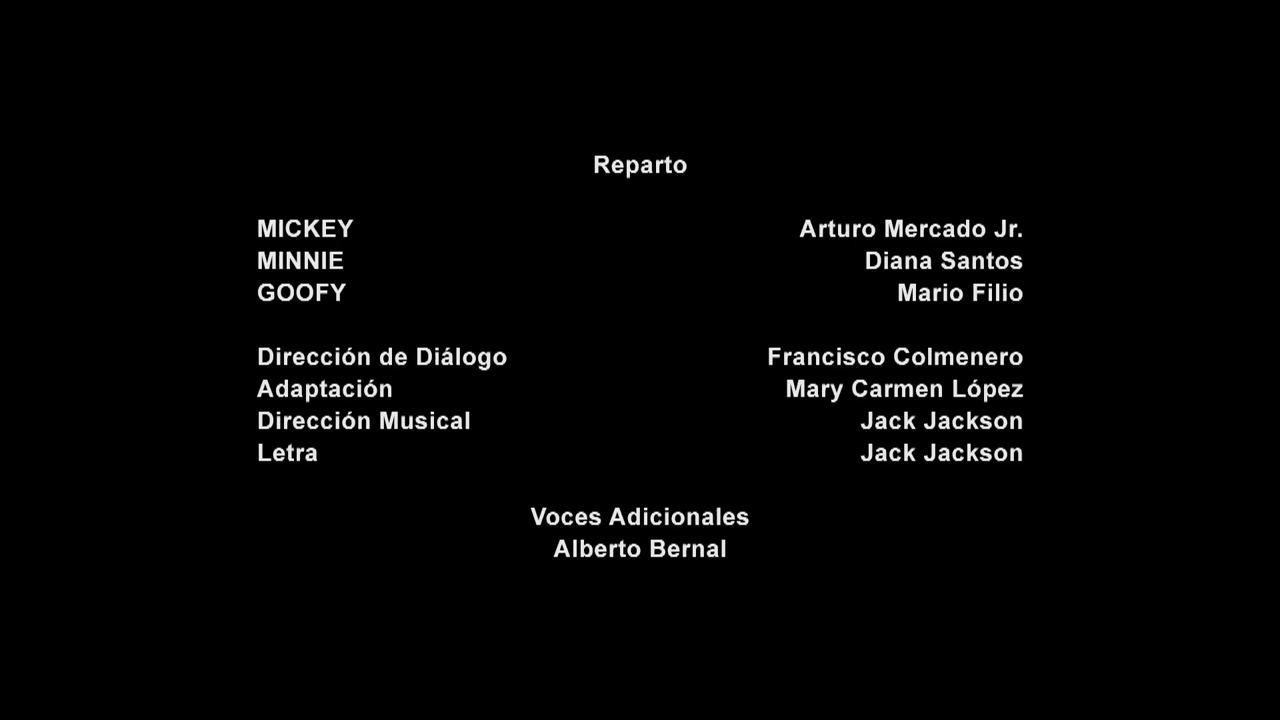 Reparto
MICKEY Arturo Mercado Jr.
MINNIE Diana Santos
GOOFY Mario Filio
Dirección de Diálogo Francisco Colmenero
Adaptación Mary Carmen López
Dirección Musical Jack Jackson
Letra Jack Jackson
Voces Adicionales
Alberto Bernal